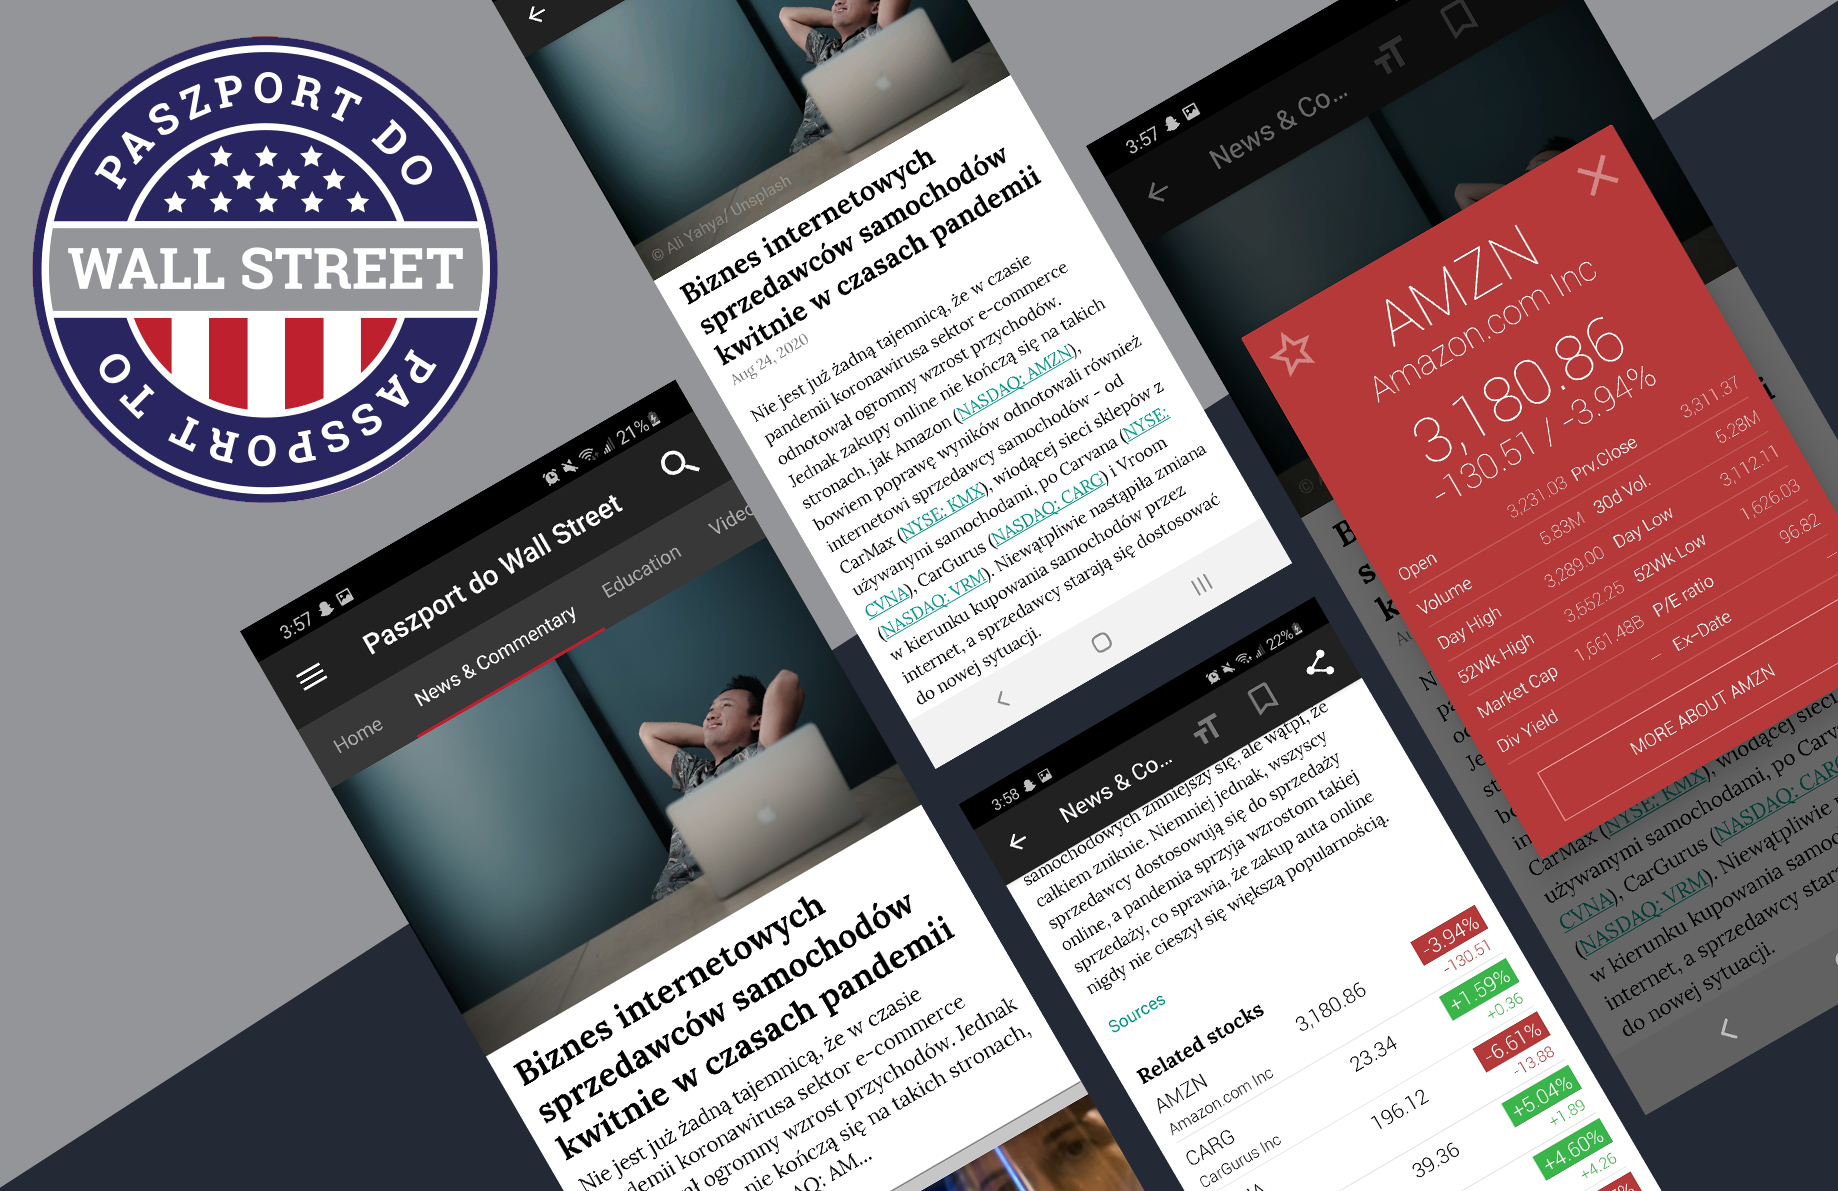 PASZPORT DO
WALL STREET
PASSPORT TO
3:57
21%
Paszport do Wall Street
Home
News & Commentary
Education
Video
Biznes internetowych
sprzedawców samochodów
kwitnie w czasach pandemii
Nie jest już żadną tajemnicą, że w czasie
demii koronawirusa sektor e-commerce
ał ogromny wzrost przychodów. Jednak
nie kończą się na takich stronach,
AQ: AM...
© Ali Yahya/ Unsplash
Biznes internetowych
sprzedawców samochodów
kwitnie w czasach pandemii
Aug 24, 2020
Nie jest już żadną tajemnicą, że w czasie
pandemii koronawirusa sektor e-commerce
odnotował ogromny wzrost przychodów.
Jednak zakupy online nie kończą się na takich
stronach, jak Amazon (NASDAQ: AMZN),
bowiem poprawę wyników odnotowali również
internetowi sprzedawcy samochodów - od
CarMax (NYSE: KMX), wiodącej sieci sklepów z
używanymi samochodami, po Carvana (NYSE:
CVNA), CarGurus (NASDAQ: CARG) i Vroom
(NASDAQ: VRM). Niewątpliwie nastąpiła zmiana
w kierunku kupowania samochodów przez
internet, a sprzedawcy starają się dostosować
do nowej sytuacji.
3:58
22%
News & Co...
samochodowych zmniejszy się, ale wątpi, że
całkiem zniknie. Niemniej jednak, wszyscy
sprzedawcy dostosowują się do sprzedaży
online, a pandemia sprzyja wzrostom takiej
sprzedaży, co sprawia, że zakup auta online
nigdy nie cieszył się większą popularnością.
Sources
Related stocks
AMZN
Amazon.com Inc
3,180.86
-3.94%
-130.51
CARG
CarGurus Inc
23.34
+1.59%
+0.36
196.12
-6.61%
-13.88
39.36
+5.04%
+1.89
+4.60%
+4.26
3:57
News & Co...
AMZN
Amazon.com Inc
3,180.86
-130.51 / -3.94%
Open 3,231.03 Prv.Close 3,311.37
Volume 5.83M 30d Vol. 5.28M
Day High 3,289.00 Day Low 3,112.11
52Wk High 3,552.25 52Wk Low 1,626.03
Market Cap 1,661.48B P/E ratio 96.82
Div Yield — Ex-Date —
MORE ABOUT AMZN
CarMax (NYSE: KMX), wiodącej sieci
używanymi samochodami, po Carv
CVNA), CarGurus (NASDAQ: CARG
(NASDAQ: VRM). Niewątpliwie
w kierunku kupowania samoc
internet, a sprzedawcy stara
do nowej sytuacji.